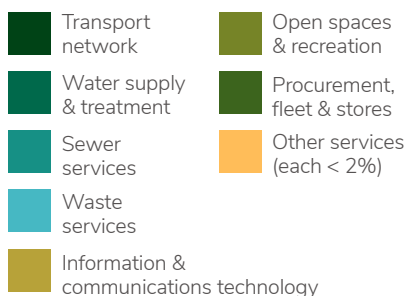 Transport
network
Water supply
& treatment
Sewer
services
Waste
services
Information &
communications technology
Open spaces
& recreation
Procurement,
fleet & stores
Other services
(each < 2%)